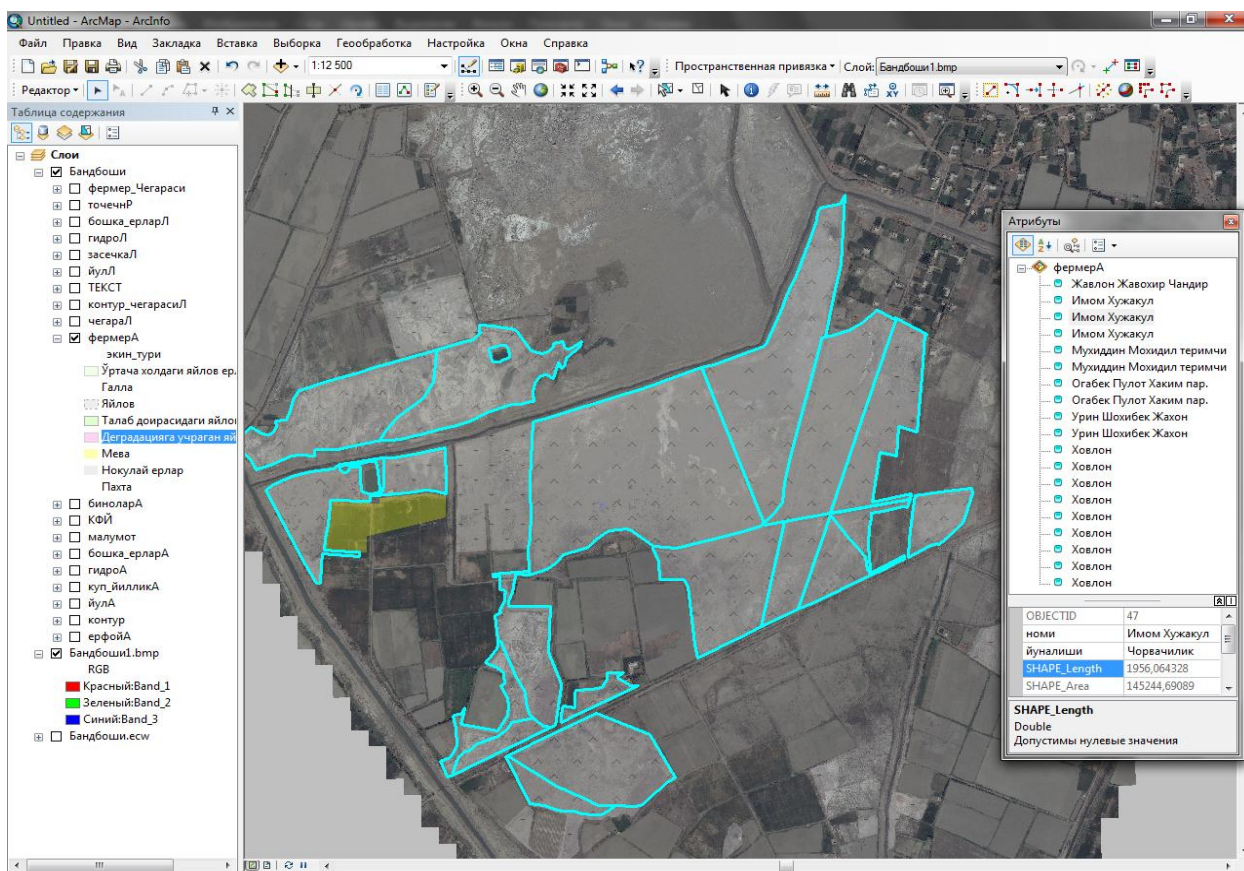 Untitled - ArcMap - ArcInfo
Файл Правка Вид Закладка Вставка Выборка Геообработка Настройка Окна Справка
1:12 500
Пространственная привязка
Слой: Бандбоши1.bmp
Редактор
Таблица содержания
Слои
Бандбоши
фермер_Чегараси
точечнР
бошка_ерларЛ
гидроЛ
засечкаЛ
йулЛ
ТЕКСТ
контур_чегарасиЛ
чегараЛ
фермерА
экин_тури
Ўртача холдаги яйлов ер
Галла
Яйлов
Талаб доирасидаги яйло
Деградацияга учраган яй
Мева
Нокулай ерлар
Пахта
биноларА
КФЙ
малумот
бошка_ерларА
гидроА
куп_йилликА
йулА
контур
ерфойА
Бандбоши1.bmp
RGB
Красный:Band_1
Зеленый:Band_2
Синий:Band_3
Бандбоши.ecw
Атрибуты
фермерА
Жавлон Жавохир Чандир
Имом Хужакул
Имом Хужакул
Имом Хужакул
Мухиддин Мохидил теримчи
Мухиддин Мохидил теримчи
Огабек Пулот Хаким пар.
Огабек Пулот Хаким пар.
Урин Шохибек Жахон
Урин Шохибек Жахон
Ховлон
Ховлон
Ховлон
Ховлон
Ховлон
Ховлон
Ховлон
Ховлон
Ховлон
OBJECTID 47
номи Имом Хужакул
йуналиши Чорвачилик
SHAPE_Length 1956,064328
SHAPE_Area 145244,69089
SHAPE_Length
Double
Допустимы нулевые значения